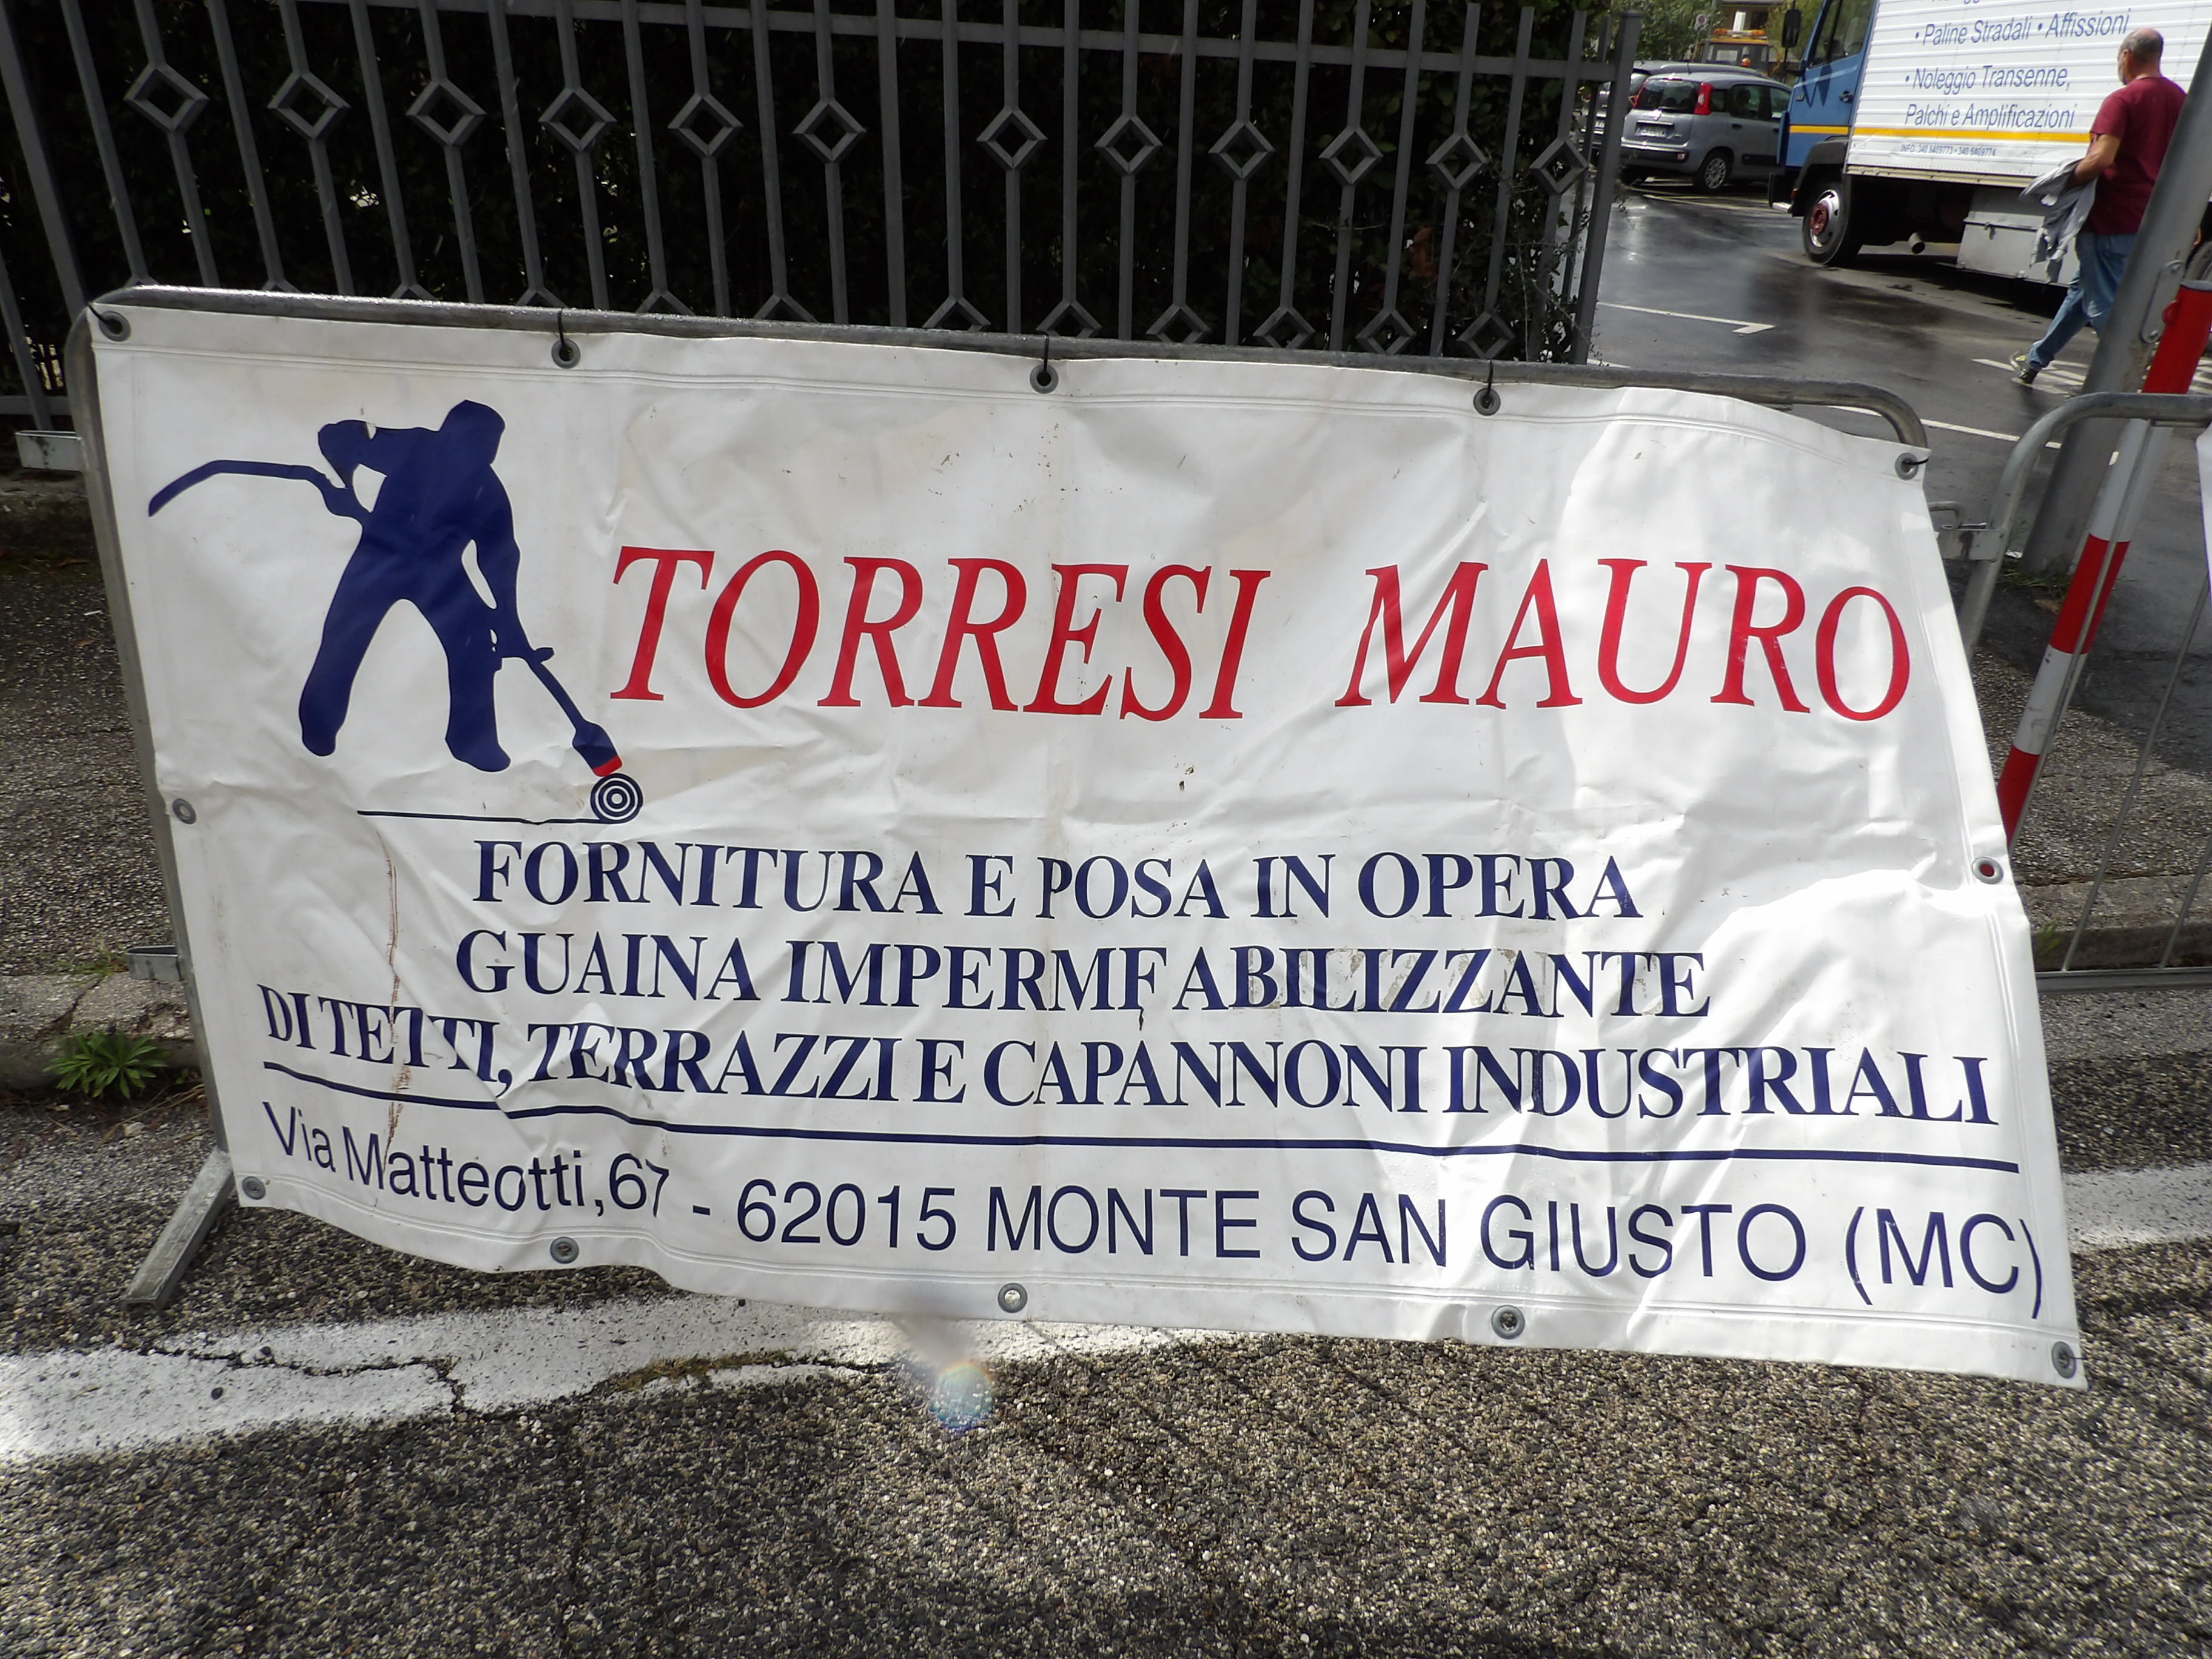 • Paline Stradali • Affissioni
• Noleggio Transenne,
Palchi e Amplificazioni
TORRESI MAURO
FORNITURA E POSA IN OPERA
GUAINA IMPERMEABILIZZANTE
DI TETTI, TERRAZZI E CAPANNONI INDUSTRIALI
Via Matteotti,67 - 62015 MONTE SAN GIUSTO (MC)